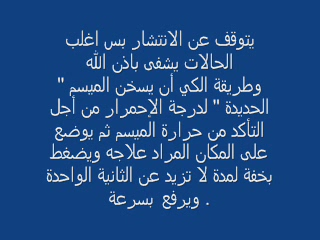 يتوقف عن الانتشار بس اغلب
الحالات يشفى باذن الله
وطريقة الكي أن يسخن الميسم "
الحديدة " لدرجة الإحمرار من أجل
التأكد من حرارة الميسم ثم يوضع
على المكان المراد علاجه ويضغط
بخفة لمدة لا تزيد عن الثانية الواحدة
ويرفع بسرعة .